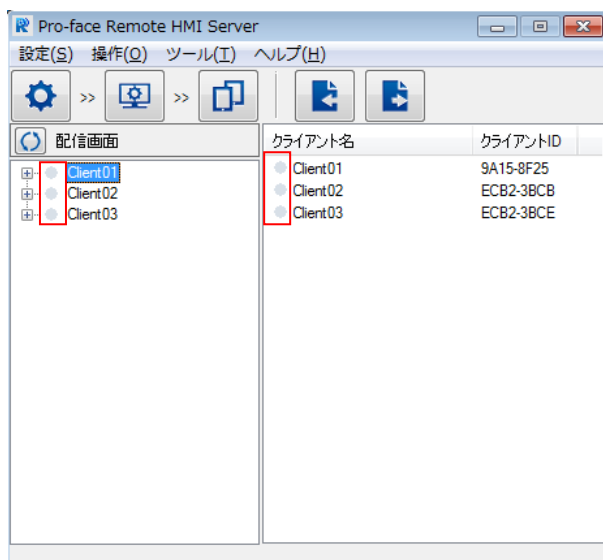 Pro-face Remote HMI Server
設定(S) 操作(O) ツール(T) ヘルプ(H)
>> >>
配信画面
Client01
Client02
Client03
クライアント名 クライアントID
Client01 9A15-8F25
Client02 ECB2-3BCB
Client03 ECB2-3BCE